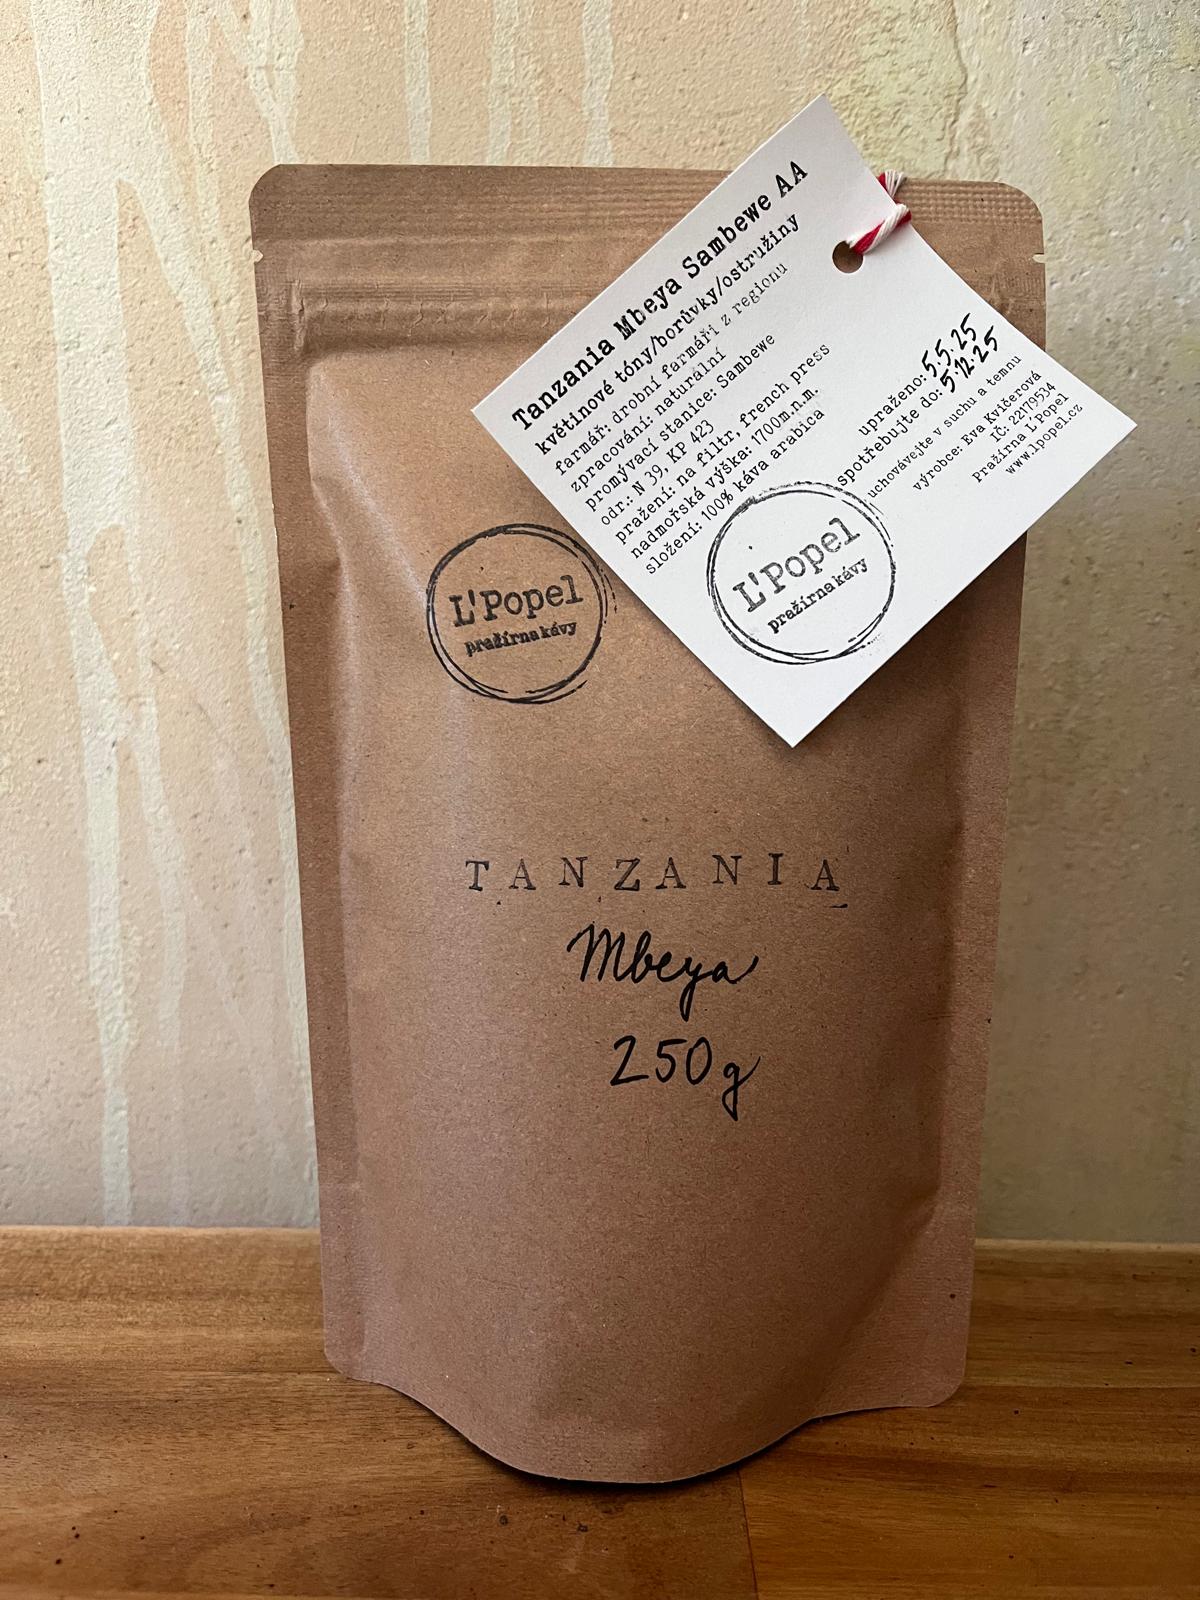 Tanzania Mbeya Sambewe AA
květinové tóny/borůvky/ostružiny
farmář: drobní farmáři z regionu
zpracování: naturální
promývací stanice: Sambewe
odr.: N 39, KP 423
pražení: na filtr, french press
nadmořská výška: 1700m.n.m.
složení: 100% káva arabica
upraženo: 5.5.25
spotřebujte do: 5.12.25
uchovávejte v suchu a temnu
výrobce: Eva Kvičerová
IČ: 22179534
Pražírna L'Popel
www.lpopel.cz
L'Popel
pražírna kávy
L'Popel
pražírna kávy
TANZANIA
Mbeya
250g